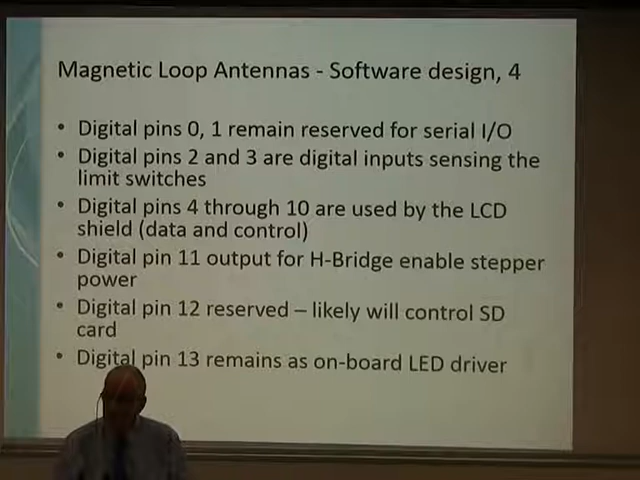 Magnetic Loop Antennas - Software design, 4
• Digital pins 0, 1 remain reserved for serial I/O
• Digital pins 2 and 3 are digital inputs sensing the
limit switches
• Digital pins 4 through 10 are used by the LCD
shield (data and control)
• Digital pin 11 output for H-Bridge enable stepper
power
• Digital pin 12 reserved – likely will control SD
card
• Digital pin 13 remains as on-board LED driver